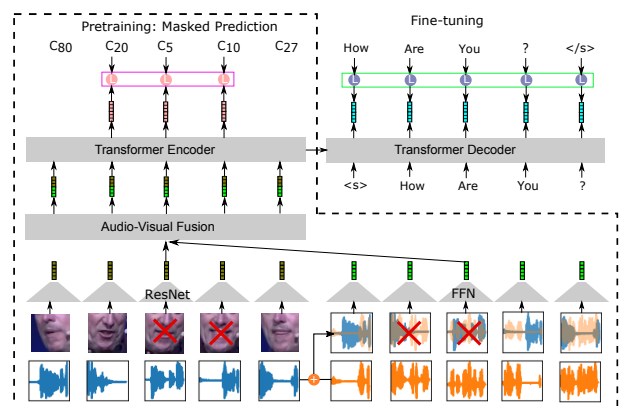 Pretraining: Masked Prediction
Fine-tuning
C80 C20 C5 C10 C27
How Are You ? </s>
L L L
L L L L L
Transformer Encoder
Transformer Decoder
<s> How Are You ?
Audio-Visual Fusion
ResNet
FFN
+